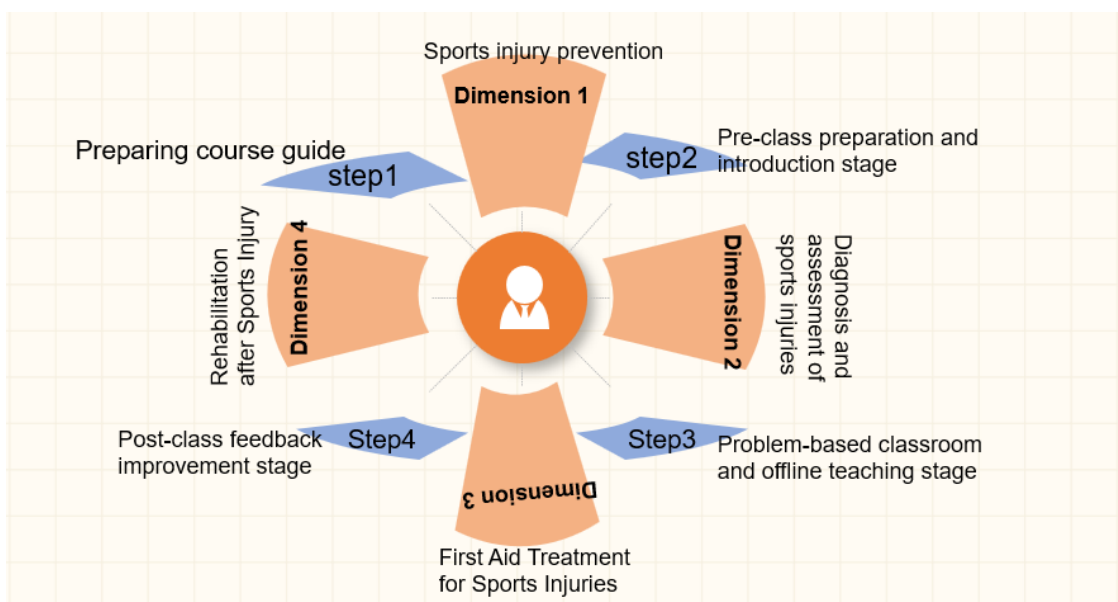 Sports injury prevention
Dimension 1
Preparing course guide
step1
step2
Pre-class preparation and
introduction stage
Dimension 4
Rehabilitation
after Sports Injury
Dimension 2
Diagnosis and
assessment of
sports injuries
Post-class feedback
improvement stage
Step4
Step3
Problem-based classroom
and offline teaching stage
Dimension 3
First Aid Treatment
for Sports Injuries